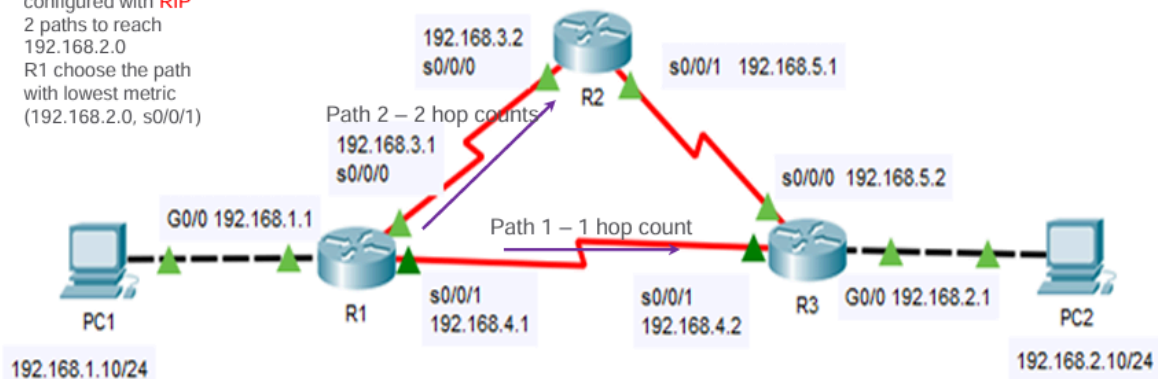 configured with RIP
2 paths to reach
192.168.2.0
R1 choose the path
with lowest metric
(192.168.2.0, s0/0/1)
192.168.3.2
s0/0/0
R2
s0/0/1 192.168.5.1
Path 2 – 2 hop counts
192.168.3.1
s0/0/0
s0/0/0 192.168.5.2
G0/0 192.168.1.1
Path 1 – 1 hop count
PC1
R1
s0/0/1
192.168.4.1
s0/0/1
192.168.4.2
R3
G0/0 192.168.2.1
PC2
192.168.1.10/24
192.168.2.10/24